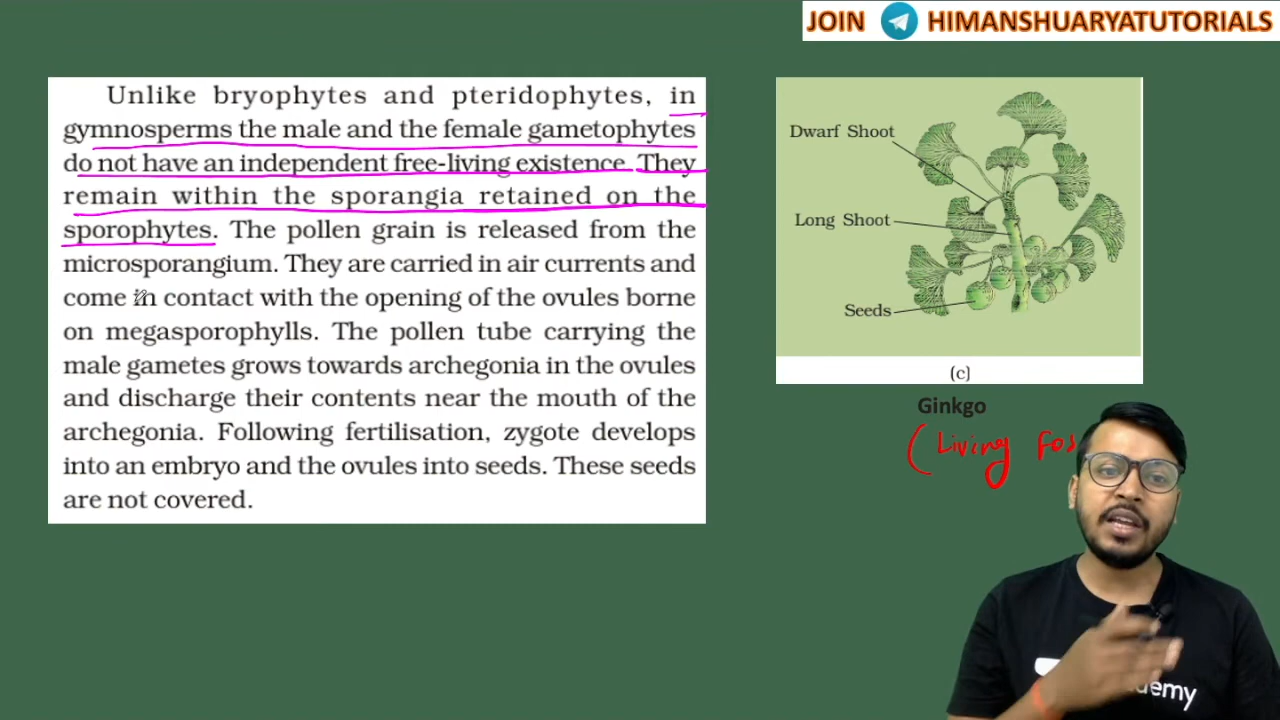 JOIN HIMANSHUARYATUTORIALS
Unlike bryophytes and pteridophytes, in
gymnosperms the male and the female gametophytes
do not have an independent free-living existence. They
remain within the sporangia retained on the
sporophytes. The pollen grain is released from the
microsporangium. They are carried in air currents and
come in contact with the opening of the ovules borne
on megasporophylls. The pollen tube carrying the
male gametes grows towards archegonia in the ovules
and discharge their contents near the mouth of the
archegonia. Following fertilisation, zygote develops
into an embryo and the ovules into seeds. These seeds
are not covered.
Dwarf Shoot
Long Shoot
Seeds
(c)
Ginkgo
(Living Fos
demy